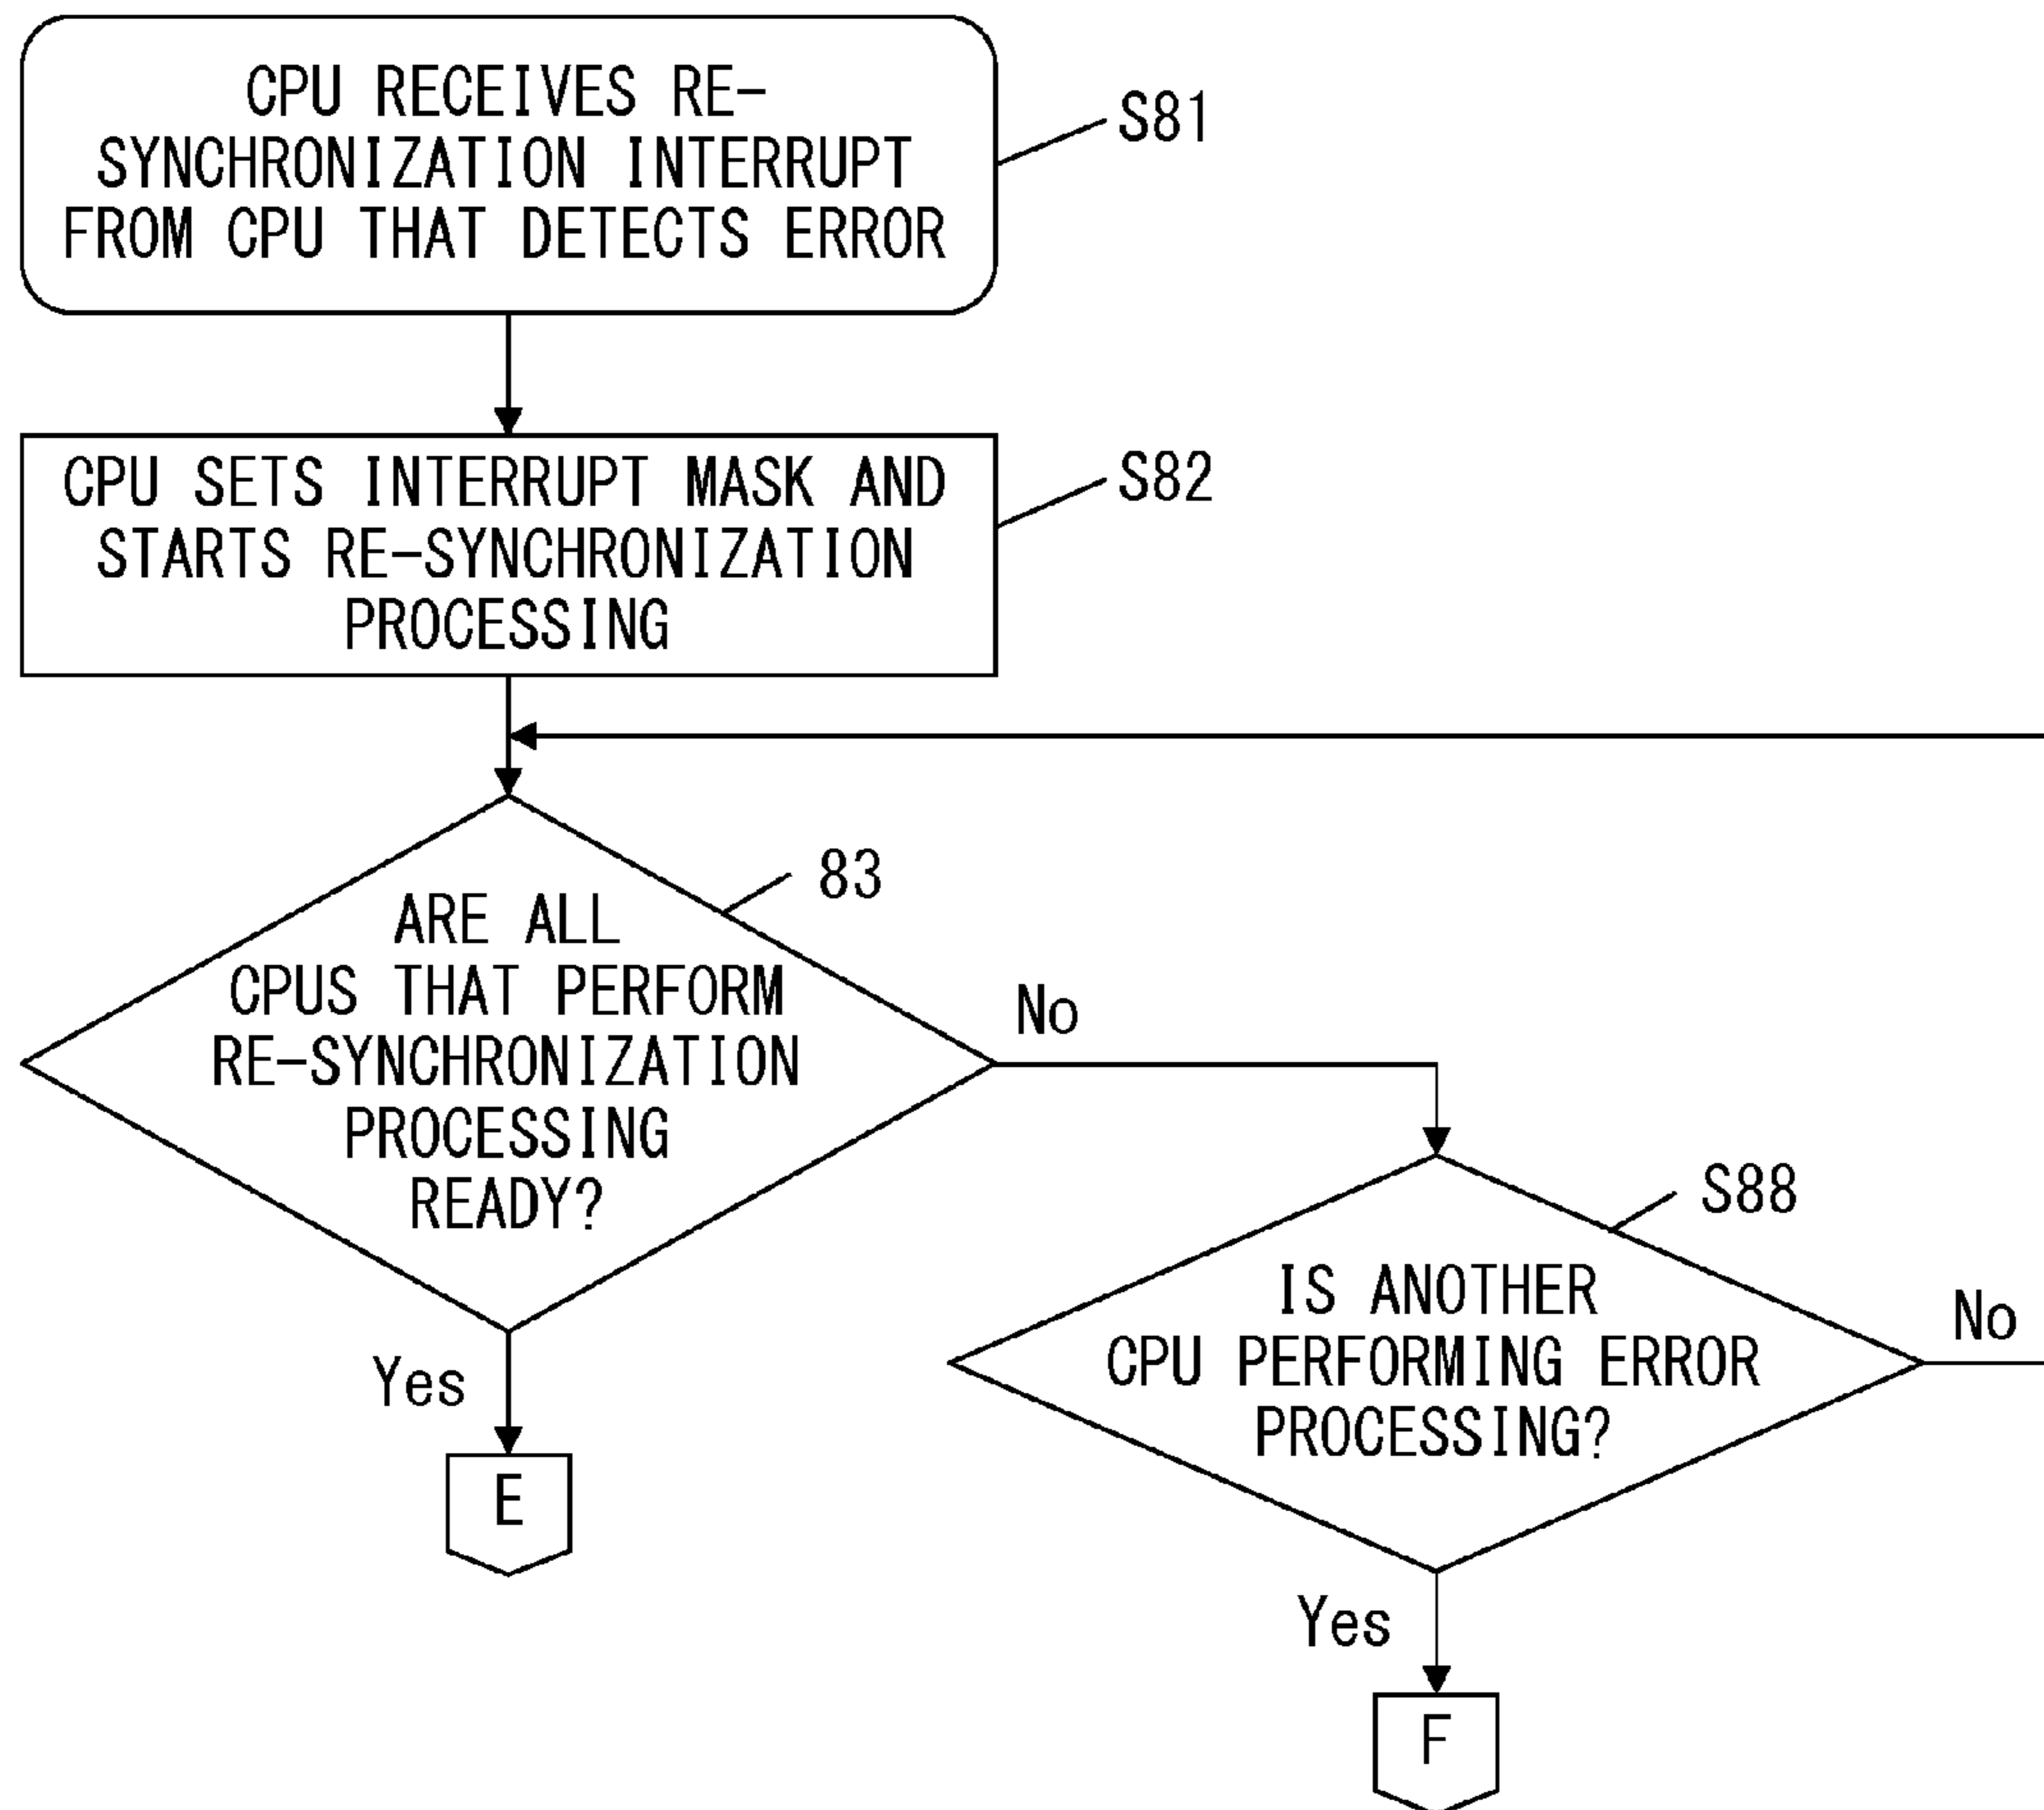 CPU RECEIVES RE-
SYNCHRONIZATION INTERRUPT
FROM CPU THAT DETECTS ERROR
S81
CPU SETS INTERRUPT MASK AND
STARTS RE-SYNCHRONIZATION
PROCESSING
S82
83
ARE ALL
CPUS THAT PERFORM
RE-SYNCHRONIZATION
PROCESSING
READY?
No
Yes
E
S88
IS ANOTHER
CPU PERFORMING ERROR
PROCESSING?
No
Yes
F